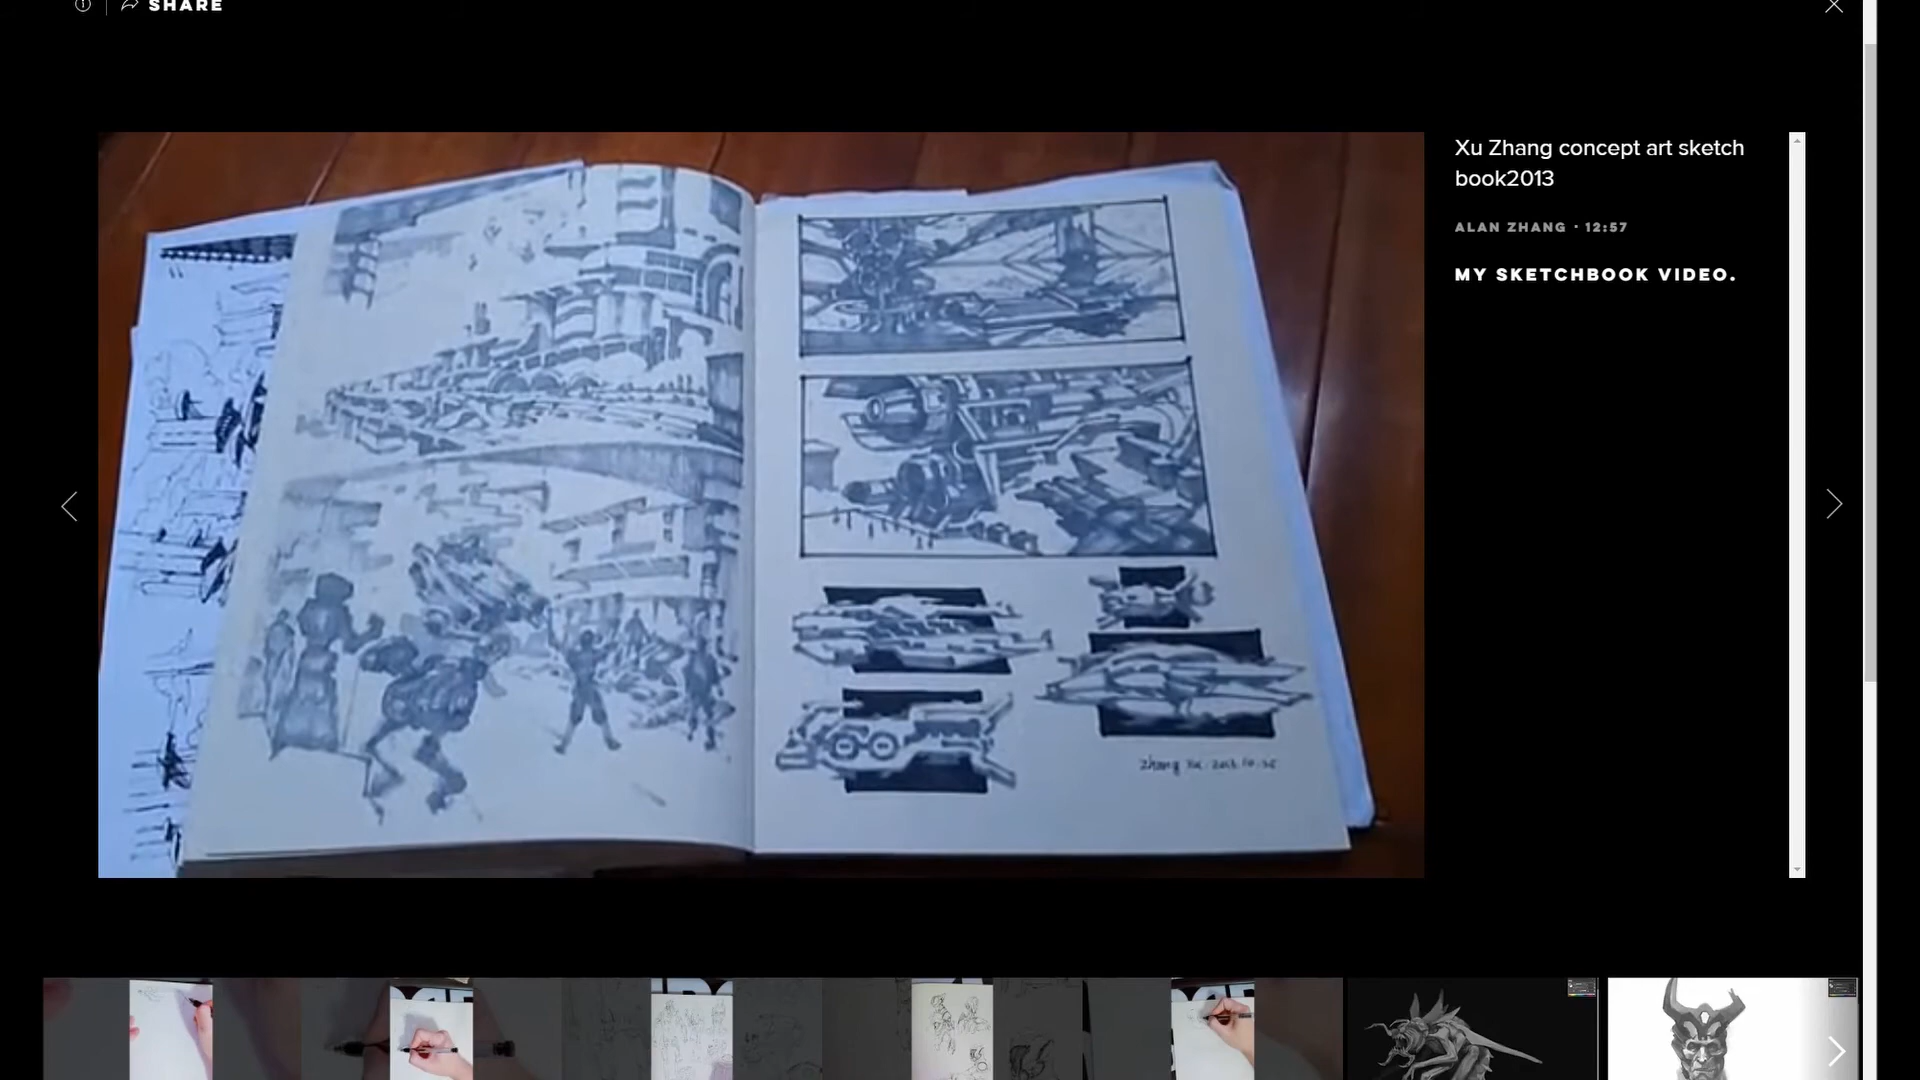 SHARE
Xu Zhang concept art sketch
book2013
ALAN ZHANG · 12:57
MY SKETCHBOOK VIDEO.